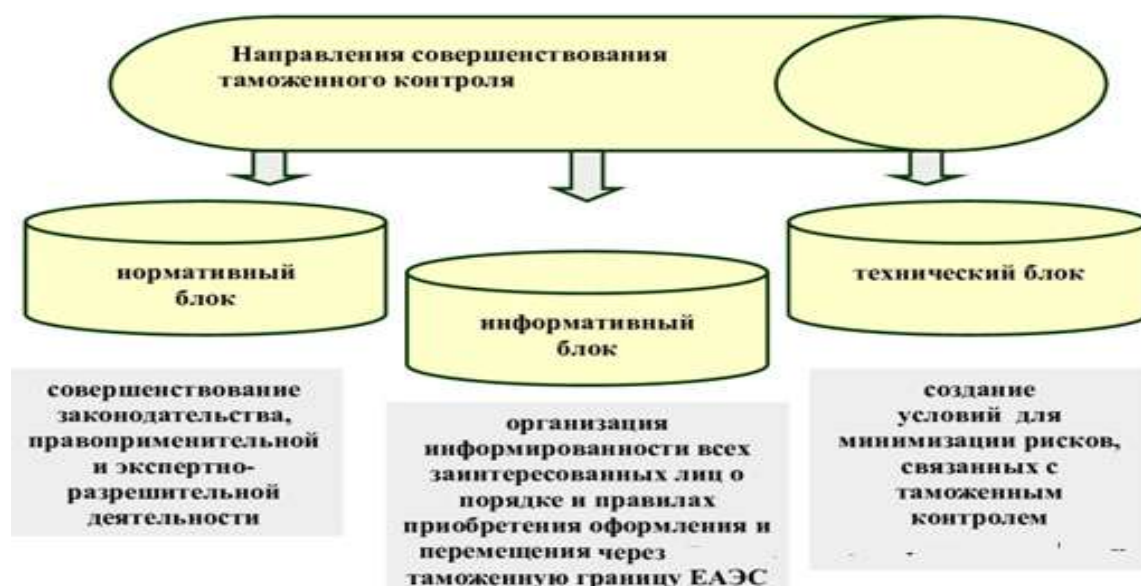 Направления совершенствования
таможенного контроля
нормативный
блок
информативный
блок
технический блок
совершенствование
законодательства,
правоприменительной
и экспертно-
разрешительной
деятельности
организация
информированности всех
заинтересованных лиц о
порядке и правилах
приобретения оформления и
перемещения через
таможенную границу ЕАЭС
создание
условий для
минимизации рисков,
связанных с
таможенным
контролем